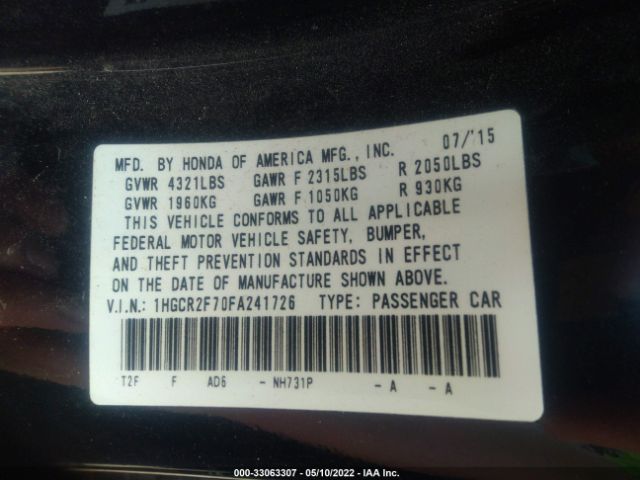 MFD. BY HONDA OF AMERICA MFG., INC. 07/'15
GVWR 4321LBS GAWR F 2315LBS R 2050LBS
GVWR 1960KG GAWR F 1050KG R 930KG
THIS VEHICLE CONFORMS TO ALL APPLICABLE
FEDERAL MOTOR VEHICLE SAFETY, BUMPER,
AND THEFT PREVENTION STANDARDS IN EFFECT
ON THE DATE OF MANUFACTURE SHOWN ABOVE.
V.I.N.: 1HGCR2F70FA241726 TYPE: PASSENGER CAR
T2F F AD6 - NH731P - A - A
000-33063307 - 05/10/2022 - IAA Inc.